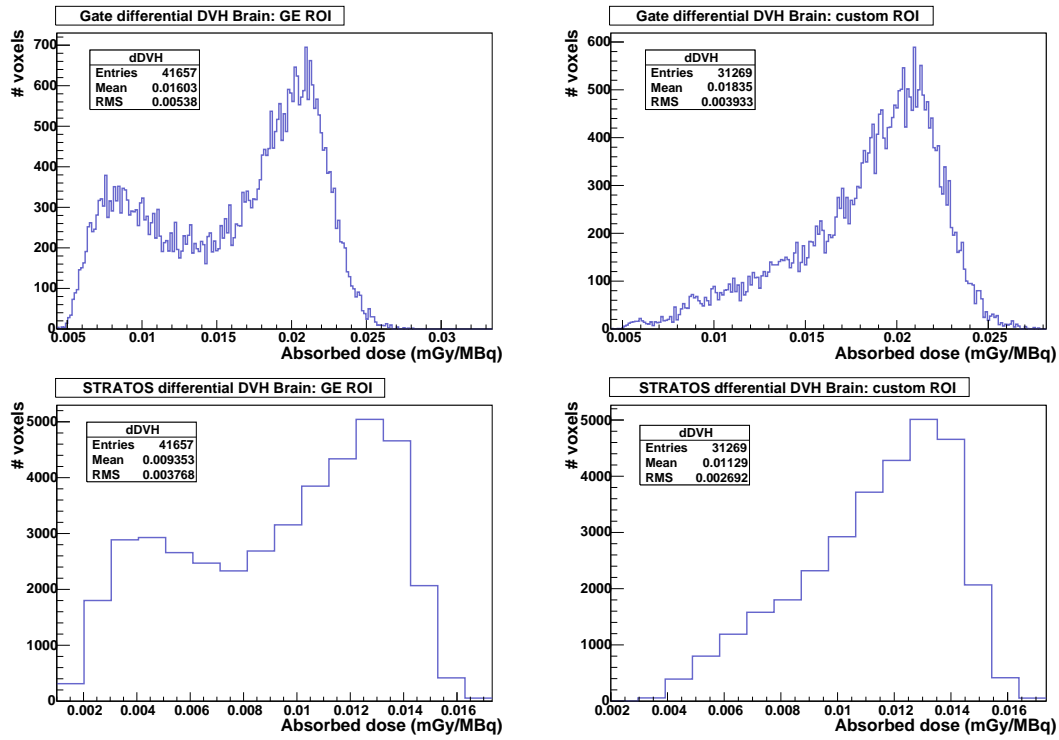 Gate differential DVH Brain: GE ROI
# voxels
700
600
500
400
300
200
100
0
dDVH
Entries 41657
Mean 0.01603
RMS 0.00538
0.005 0.01 0.015 0.02 0.025 0.03
Absorbed dose (mGy/MBq)
Gate differential DVH Brain: custom ROI
# voxels
600
500
400
300
200
100
0
dDVH
Entries 31269
Mean 0.01835
RMS 0.003933
0.005 0.01 0.015 0.02 0.025
Absorbed dose (mGy/MBq)
STRATOS differential DVH Brain: GE ROI
# voxels
5000
4000
3000
2000
1000
0
dDVH
Entries 41657
Mean 0.009353
RMS 0.003768
0.002 0.004 0.006 0.008 0.01 0.012 0.014 0.016
Absorbed dose (mGy/MBq)
STRATOS dfferential DVH Brain: custom ROI
# voxels
5000
4000
3000
2000
1000
0
dDVH
Entries 31269
Mean 0.01129
RMS 0.002692
0.002 0.004 0.006 0.008 0.01 0.012 0.014 0.016
Absorbed dose (mGy/MBq)